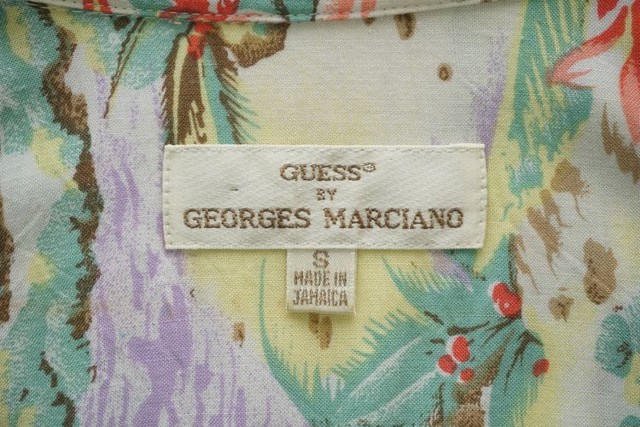 GUESS®
BY
GEORGES MARCIANO
S
MADE IN
JAMAICA